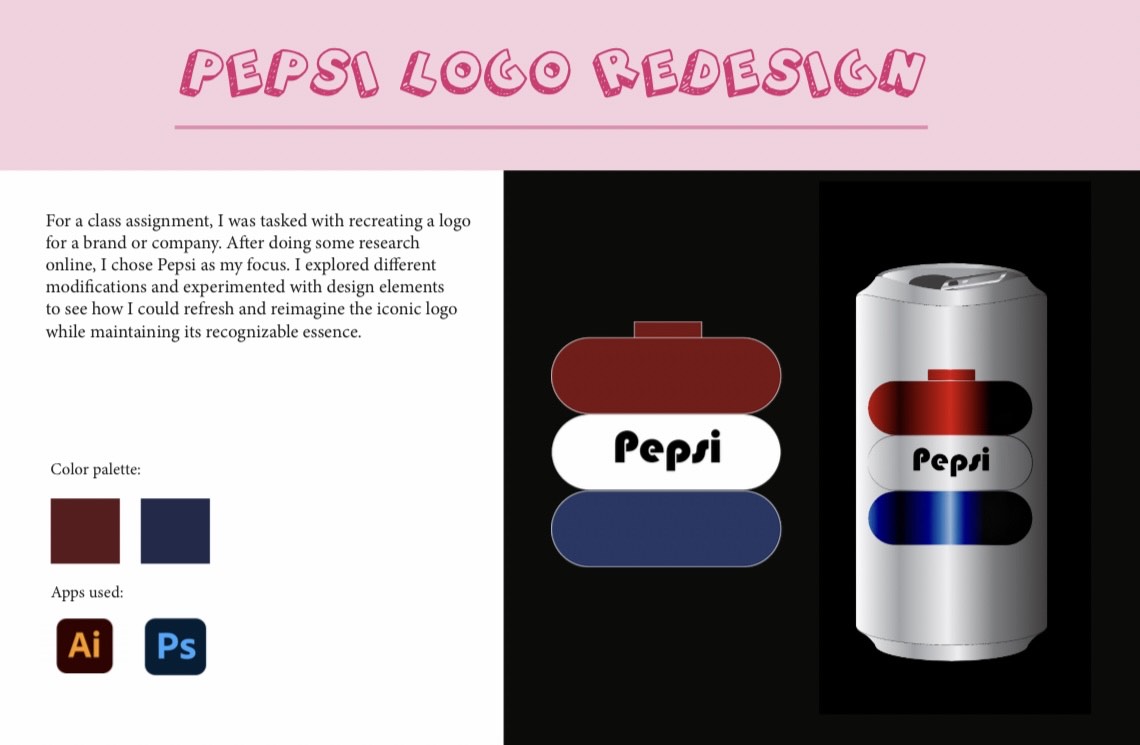 PEPSI LOGO REDESIGN
For a class assignment, I was tasked with recreating a logo
for a brand or company. After doing some research
online, I chose Pepsi as my focus. I explored different
modifications and experimented with design elements
to see how I could refresh and reimagine the iconic logo
while maintaining its recognizable essence.
Color palette:
Apps used:
Ai
Ps
Pepsi
Pepsi